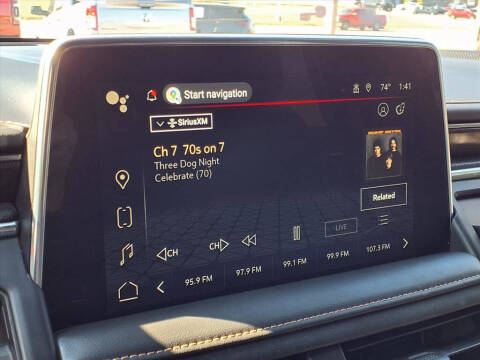 Start navigation
74°
1:41
SiriusXM
Ch 7 70s on 7
Three Dog Night
Celebrate (70)
Related
CH
CH
LIVE
95.9 FM
97.9 FM
99.1 FM
99.9 FM
107.3 FM